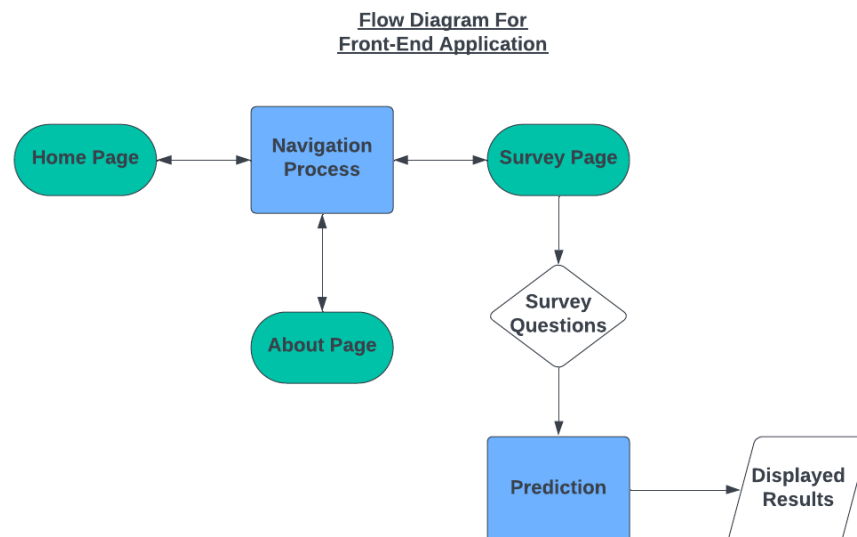 Flow Diagram For
Front-End Application
Home Page
Navigation
Process
Survey Page
About Page
Survey
Questions
Prediction
Displayed
Results